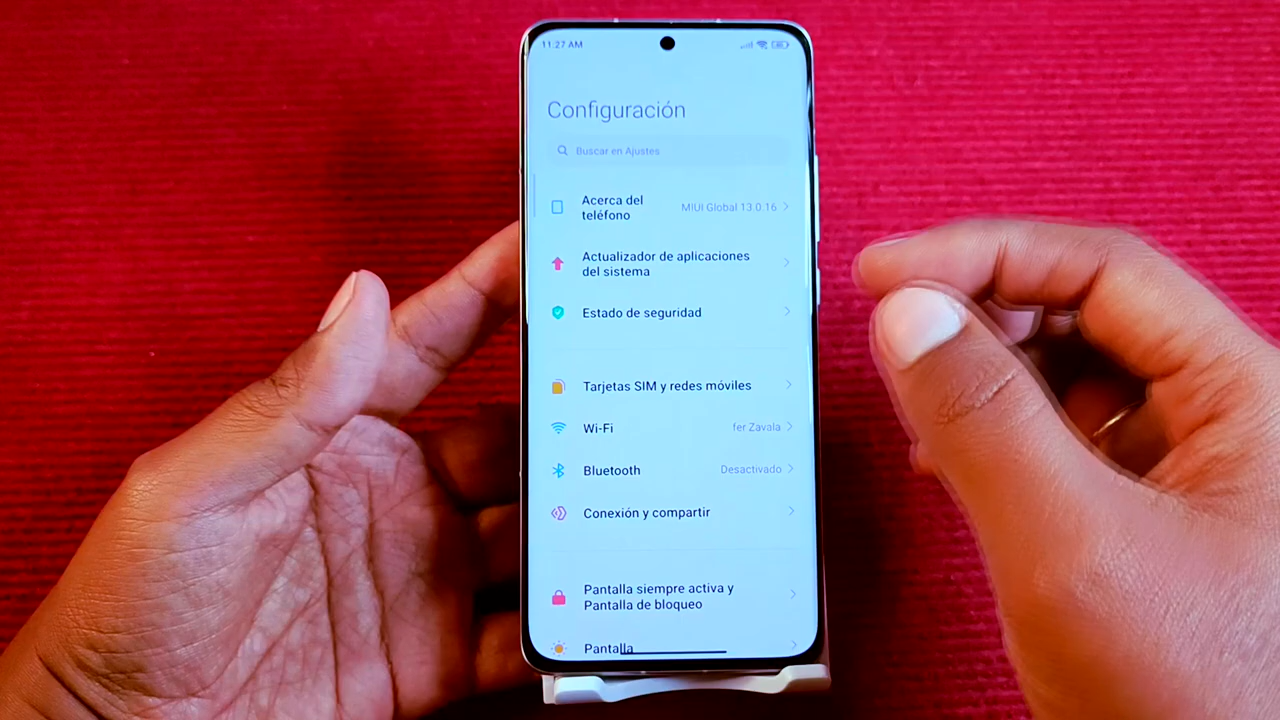 11:27 AM
Configuración
Buscar en Ajustes
Acerca del
teléfono
MIUI Global 13.0.16
Actualizador de aplicaciones
del sistema
Estado de seguridad
Tarjetas SIM y redes móviles
Wi-Fi
fer Zavala
Bluetooth
Desactivado
Conexión y compartir
Pantalla siempre activa y
Pantalla de bloqueo
Pantalla